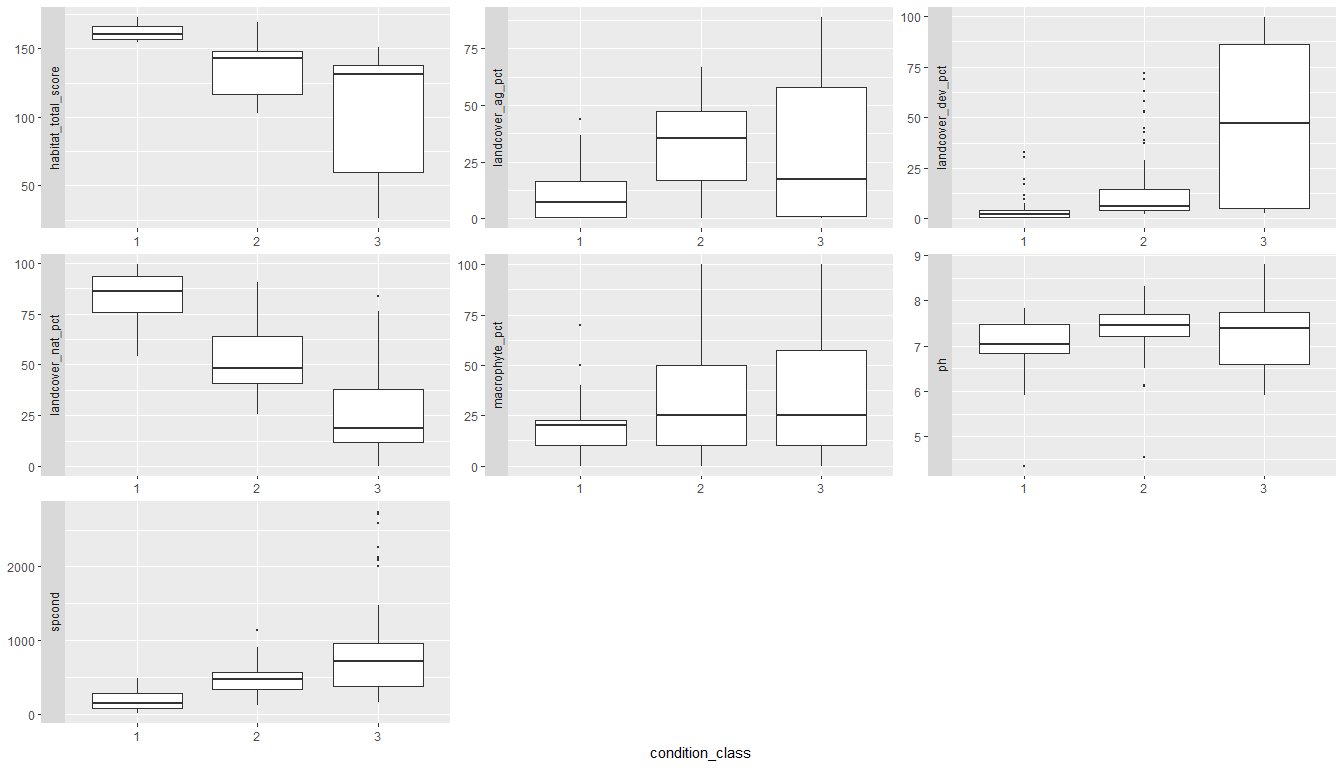 habitat_total_score
150
100
50
1 2 3
landcover_ag_pct
75
50
25
0
1 2 3
landcover_dev_pct
100
75
50
25
0
1 2 3
landcover_nat_pct
100
75
50
25
0
1 2 3
macrophyte_pct
100
75
50
25
0
1 2 3
ph
9
8
7
6
5
1 2 3
spcond
2000
1000
0
1 2 3
condition_class